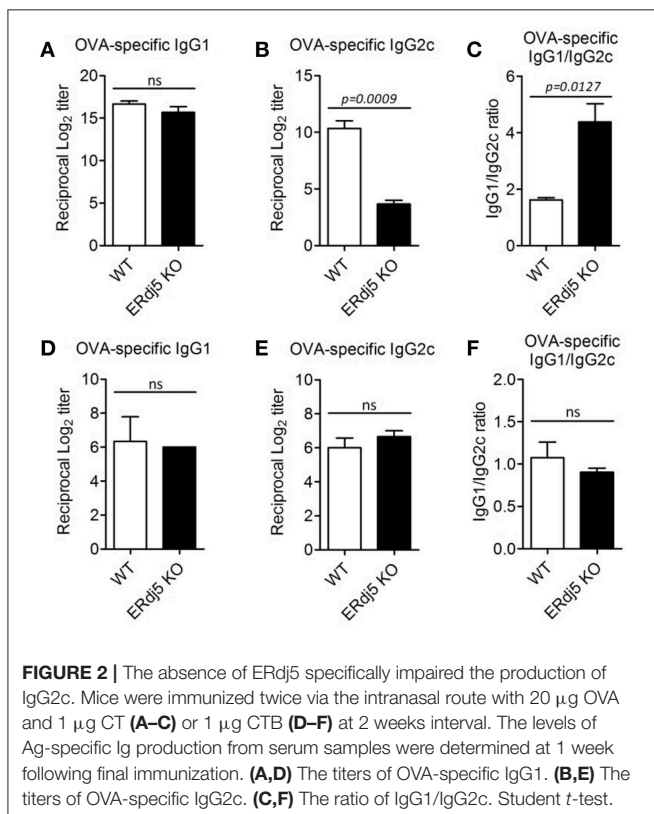 A
OVA-specific IgG1
Reciprocal Log₂ titer
20
15
10
5
0
ns
WT
ERdj5 KO
B
OVA-specific IgG2c
Reciprocal Log₂ titer
15
10
5
0
p=0.0009
WT
ERdj5 KO
C
OVA-specific
IgG1/IgG2c
IgG1/IgG2c ratio
6
4
2
0
p=0.0127
WT
ERdj5 KO
D
OVA-specific IgG1
Reciprocal Log₂ titer
10
8
6
4
2
0
ns
WT
ERdj5 KO
E
OVA-specific IgG2c
Reciprocal Log₂ titer
10
8
6
4
2
0
ns
WT
ERdj5 KO
F
OVA-specific
IgG1/IgG2c
IgG1/IgG2c ratio
2.0
1.5
1.0
0.5
0.0
ns
WT
ERdj5 KO
FIGURE 2 | The absence of ERdj5 specifically impaired the production of
IgG2c. Mice were immunized twice via the intranasal route with 20 μg OVA
and 1 μg CT (A–C) or 1 μg CTB (D–F) at 2 weeks interval. The levels of
Ag-specific Ig production from serum samples were determined at 1 week
following final immunization. (A,D) The titers of OVA-specific IgG1. (B,E) The
titers of OVA-specific IgG2c. (C,F) The ratio of IgG1/IgG2c. Student t-test.